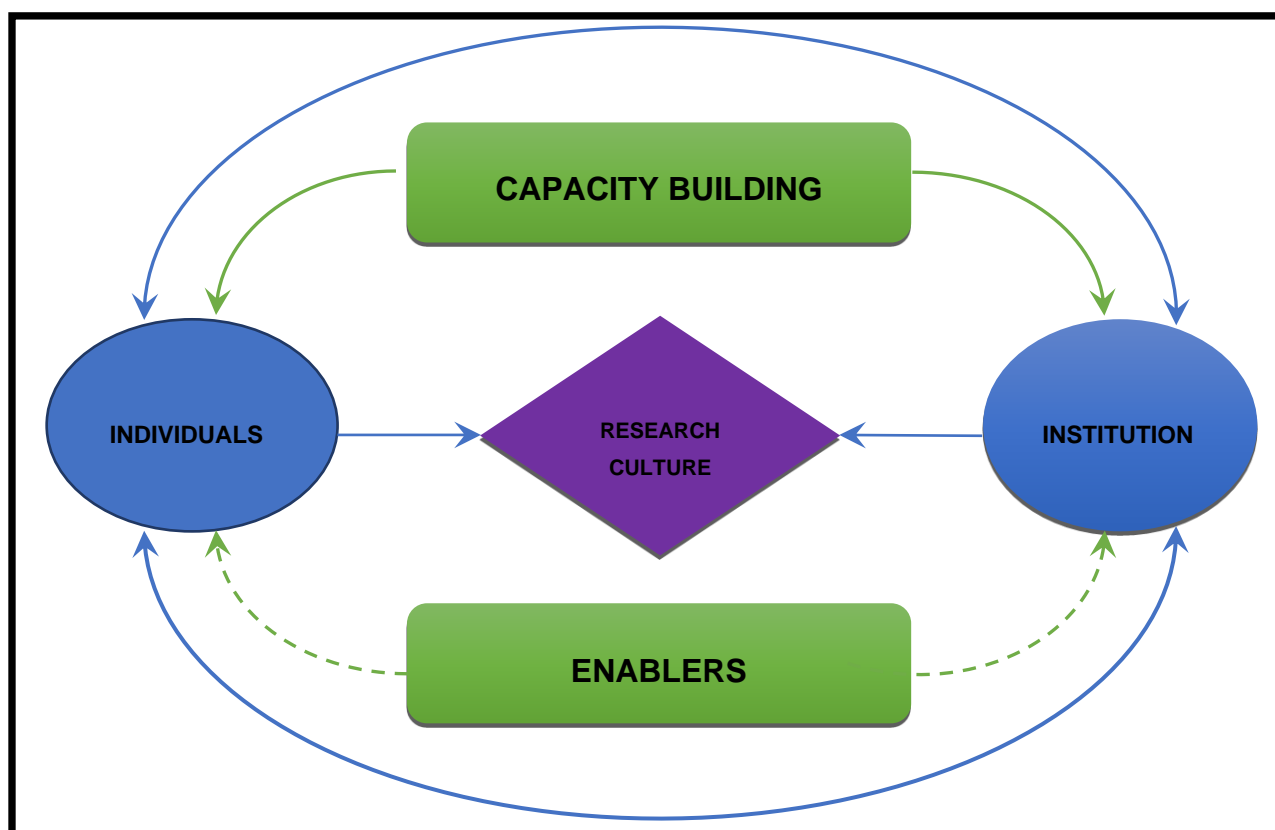 CAPACITY BUILDING
INDIVIDUALS
RESEARCH
CULTURE
INSTITUTION
ENABLERS